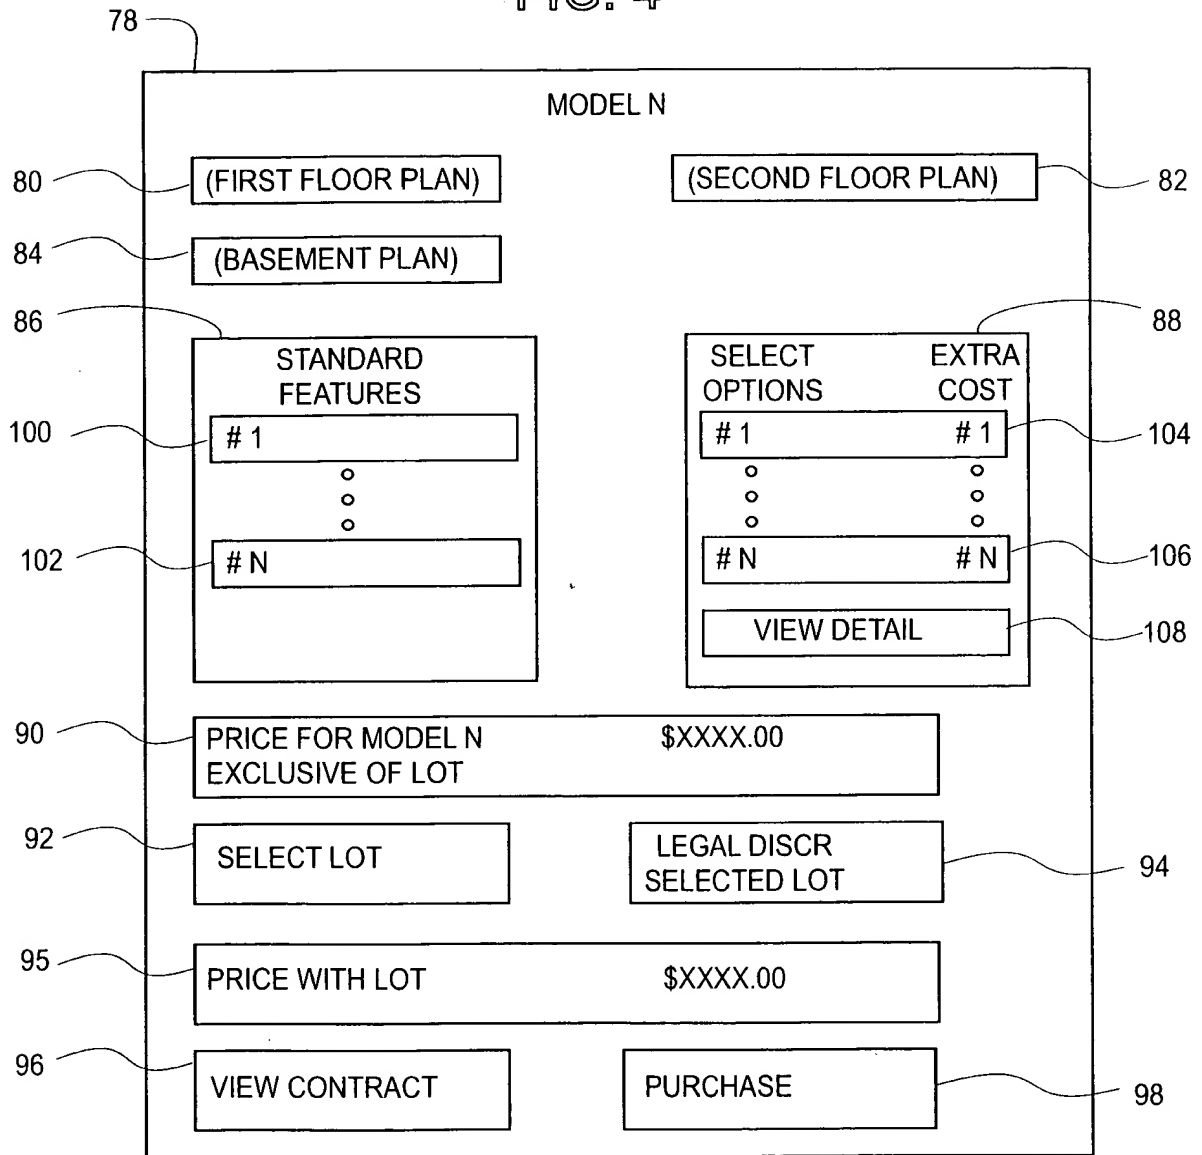 FIG. 4
78
MODEL N
80 (FIRST FLOOR PLAN) (SECOND FLOOR PLAN) 82
84 (BASEMENT PLAN)
86 88
STANDARD
FEATURES
SELECT EXTRA
OPTIONS COST
100 # 1 # 1 # 1 104
102 # N # N # N 106
VIEW DETAIL 108
90 PRICE FOR MODEL N $XXXX.00
EXCLUSIVE OF LOT
92 SELECT LOT
LEGAL DISCR
SELECTED LOT 94
95 PRICE WITH LOT $XXXX.00
96 VIEW CONTRACT PURCHASE 98